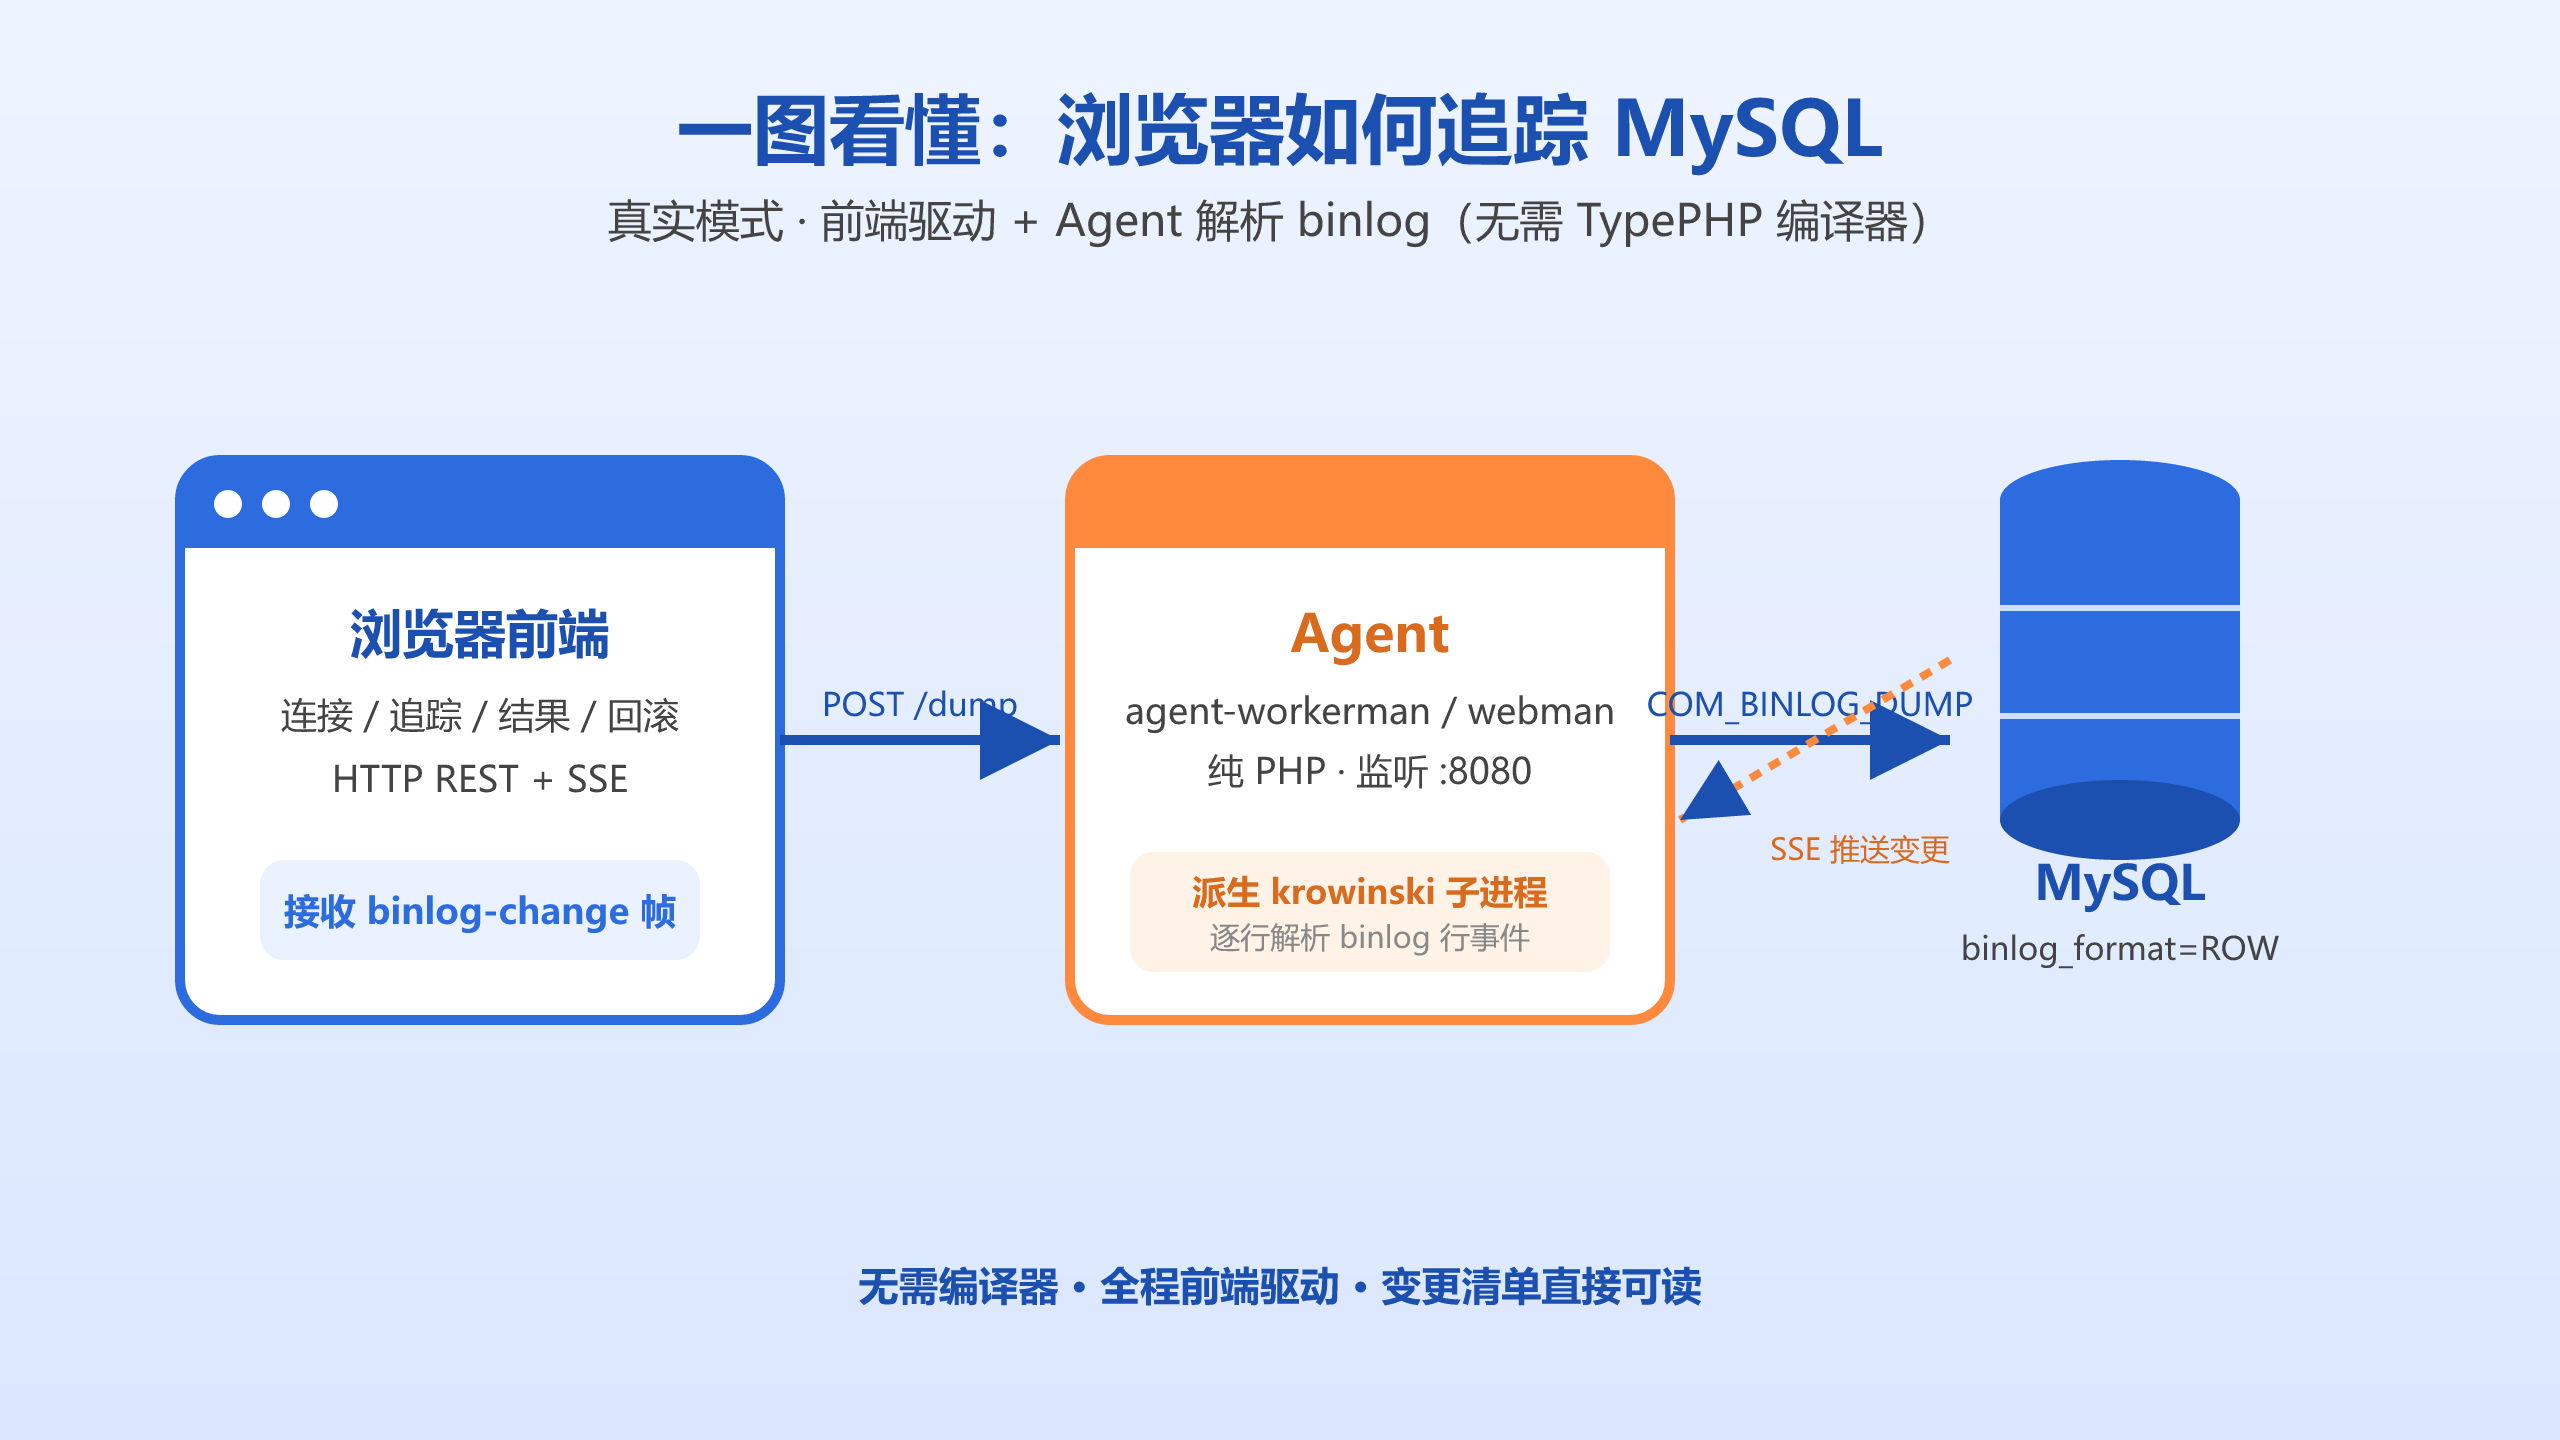 一图看懂：浏览器如何追踪 MySQL
真实模式 · 前端驱动 + Agent 解析 binlog（无需 TypePHP 编译器）
浏览器前端
连接 / 追踪 / 结果 / 回滚
HTTP REST + SSE
接收 binlog-change 帧
POST /dump
Agent
agent-workerman / webman
纯 PHP · 监听 :8080
派生 krowinski 子进程
逐行解析 binlog 行事件
COM_BINLOG_DUMP
SSE 推送变更
MySQL
binlog_format=ROW
无需编译器 · 全程前端驱动 · 变更清单直接可读